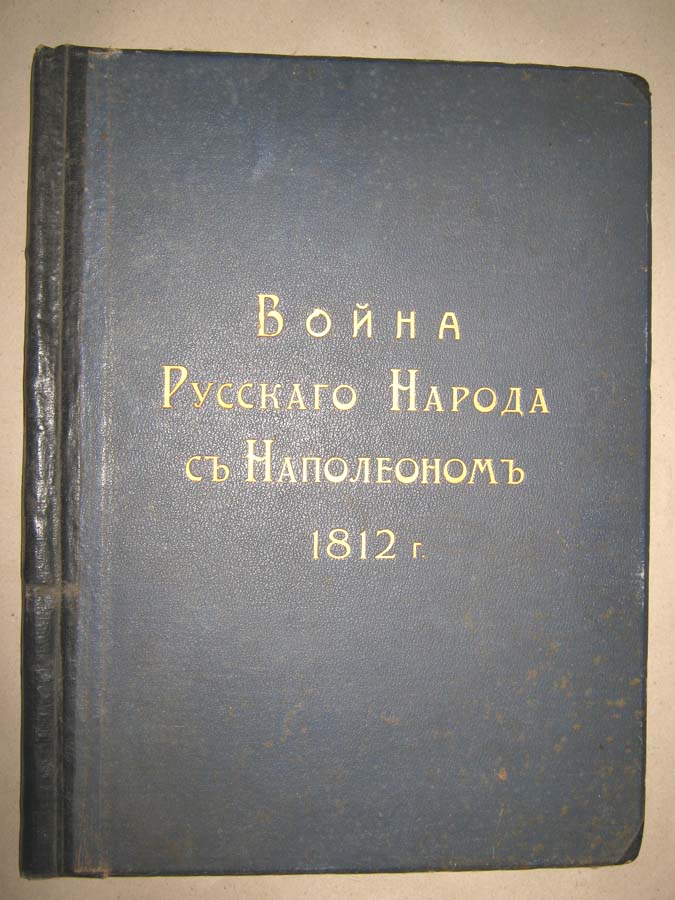 Война
Русскаго Народа
съ Наполеономъ
1812 г.